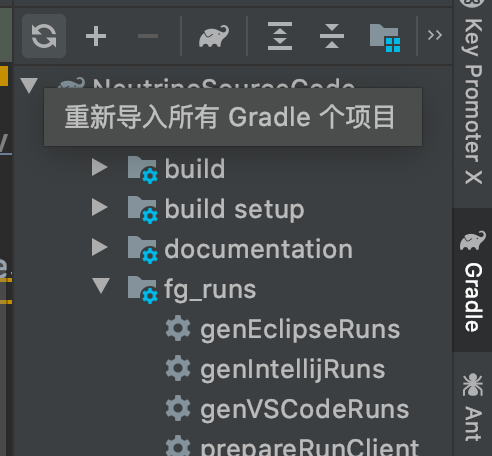 NeutrinoSourceCode
重新导入所有 Gradle 个项目
build
build setup
documentation
fg_runs
genEclipseRuns
genIntellijRuns
genVSCodeRuns
prepareRunClient
Key Promoter X
Gradle
Ant